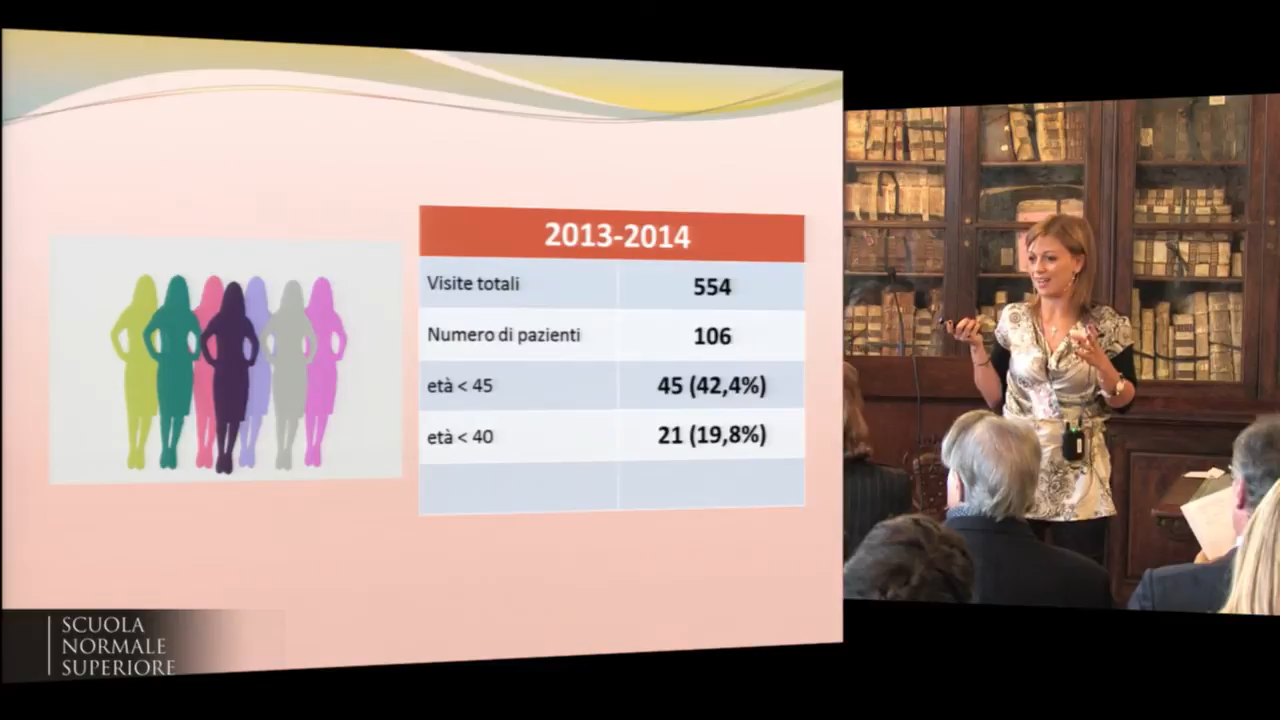 2013-2014
Visite totali 554
Numero di pazienti 106
età < 45 45 (42,4%)
età < 40 21 (19,8%)
SCUOLA
NORMALE
SUPERIORE